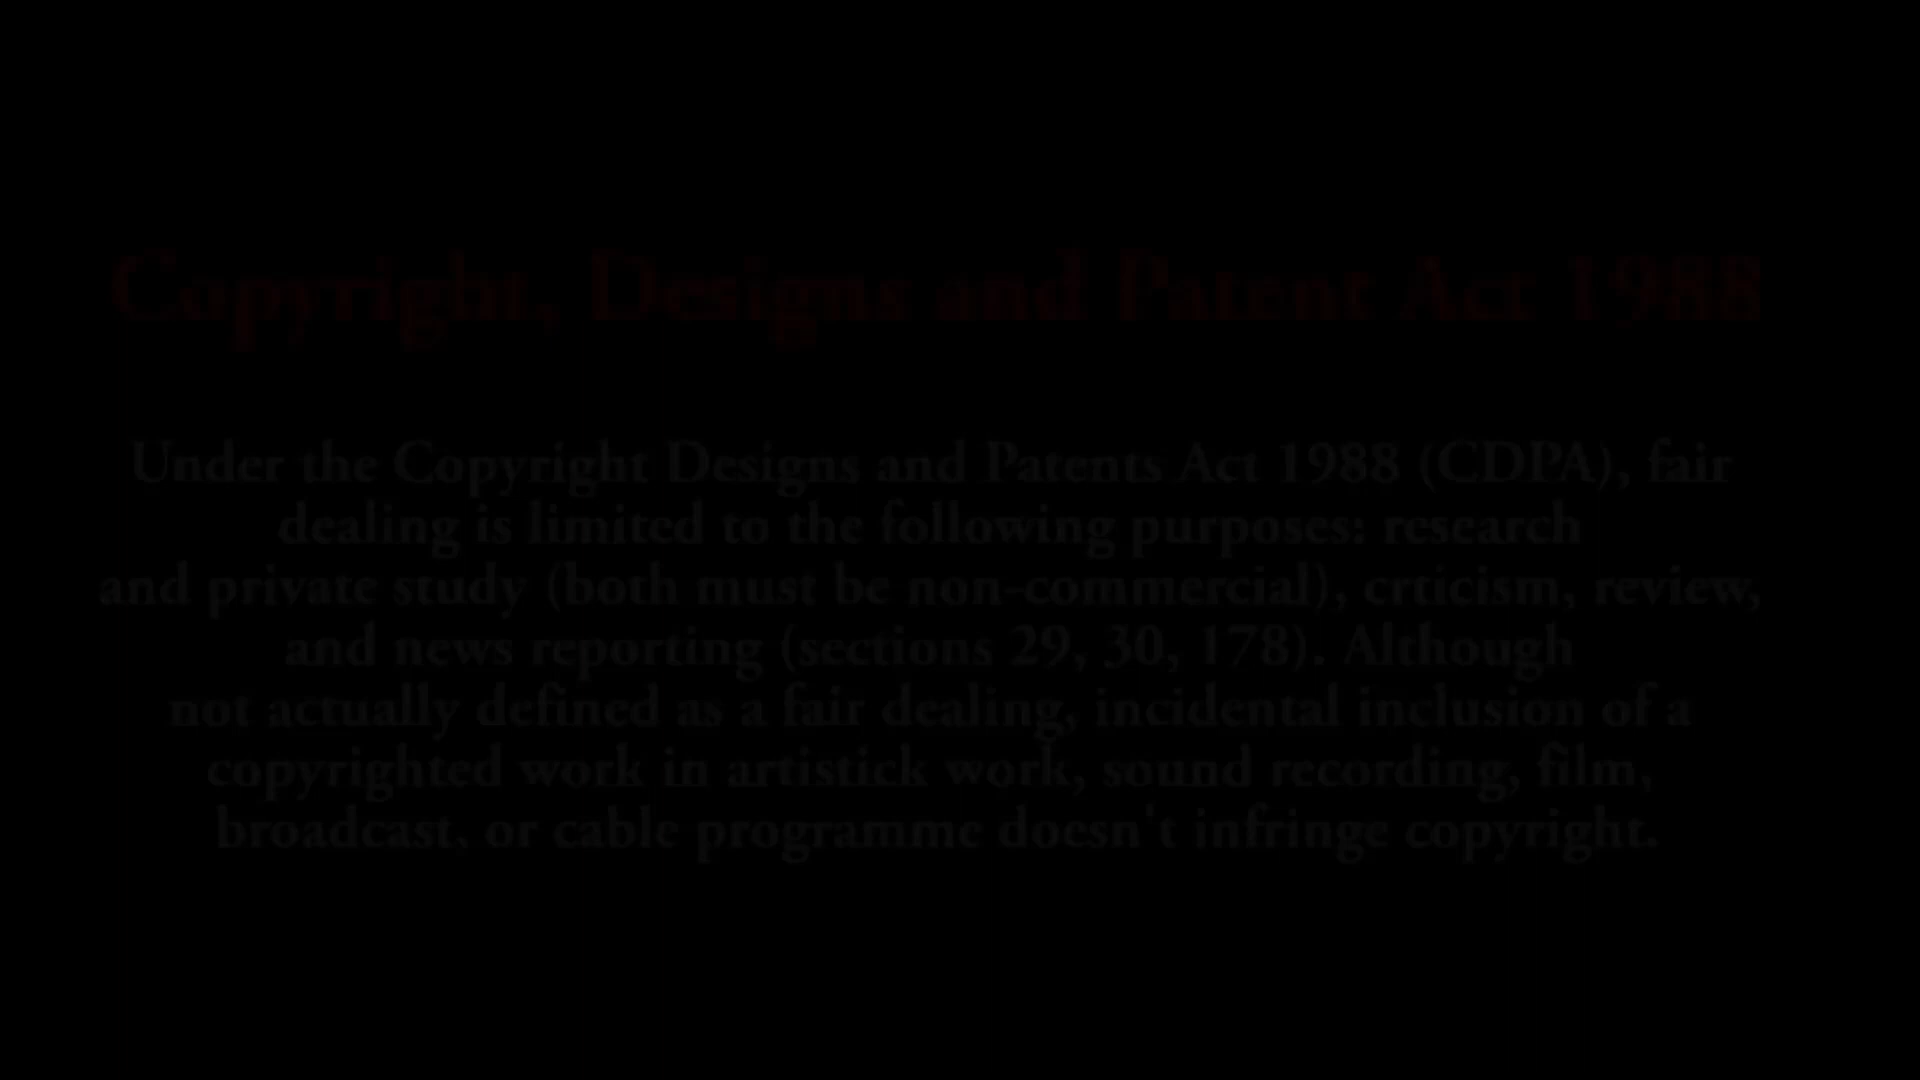 Copyright, Designs and Patent Act 1988
Under the Copyright Designs and Patents Act 1988 (CDPA), fair
dealing is limited to the following purposes: research
and private study (both must be non-commercial), crticism, review,
and news reporting (sections 29, 30, 178). Although
not actually defined as a fair dealing, incidental inclusion of a
copyrighted work in artistick work, sound recording, film,
broadcast, or cable programme doesn't infringe copyright.